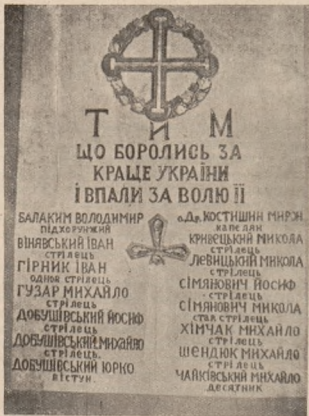 ТИМ
ЩО БОРОЛИСЬ ЗА
КРАЩЕ УКРАЇНИ
І ВПАЛИ ЗА ВОЛЮ ЇЇ
БАЛАКИМ ВОЛОДИМИР
ПІДХОРУНЖИЙ
ВІНЯВСЬКИЙ ІВАН
СТРІЛЕЦЬ
ГІРНИК ІВАН
СТРІЛЕЦЬ
ГУЗАР МИХАЙЛО
СТРІЛЕЦЬ
ДОБУШІВСЬКИЙ ЙОСИФ
СТРІЛЕЦЬ
ДОБУШІВСЬКИЙ МИХАЙЛО
СТРІЛЕЦЬ.
ДОБУШІВСЬКИЙ ЮРКО
ВІСТУН.
о.Др. КОСТИШИН МИРОН.
КАПЕЛЯН
КРИВЕЦЬКИЙ МИКОЛА
СТРІЛЕЦЬ
ЛЕВИЦЬКИЙ МИКОЛА
СТРІЛЕЦЬ
СІМЯНОВИЧ ЙОСИФ
СТРІЛЕЦЬ
СІМЯНОВИЧ МИКОЛА
СТАР. СТРІЛЕЦЬ
ХІМЧАК МИХАЙЛО
СТРІЛЕЦЬ
ШЕНДЮК МИХАЙЛО
СТРІЛЕЦЬ
ЧАЙКІВСЬКИЙ МИХАЙЛО
ДЕСЯТНИК